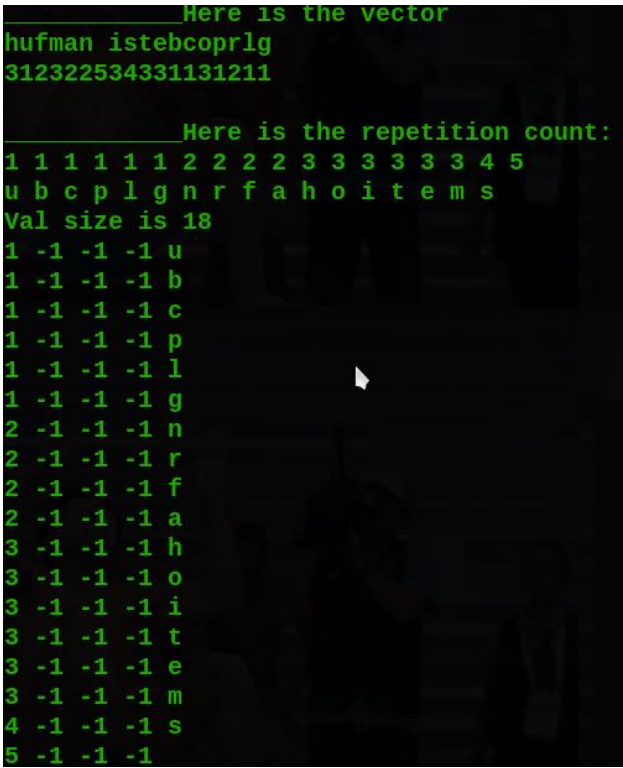 ____________Here is the vector
hufman istebcoprlg
312322534331131211
____________Here is the repetition count:
1 1 1 1 1 1 2 2 2 2 3 3 3 3 3 3 4 5
u b c p l g n r f a h o i t e m s
Val size is 18
1 -1 -1 -1 u
1 -1 -1 -1 b
1 -1 -1 -1 c
1 -1 -1 -1 p
1 -1 -1 -1 l
1 -1 -1 -1 g
2 -1 -1 -1 n
2 -1 -1 -1 r
2 -1 -1 -1 f
2 -1 -1 -1 a
3 -1 -1 -1 h
3 -1 -1 -1 o
3 -1 -1 -1 i
3 -1 -1 -1 t
3 -1 -1 -1 e
3 -1 -1 -1 m
4 -1 -1 -1 s
5 -1 -1 -1